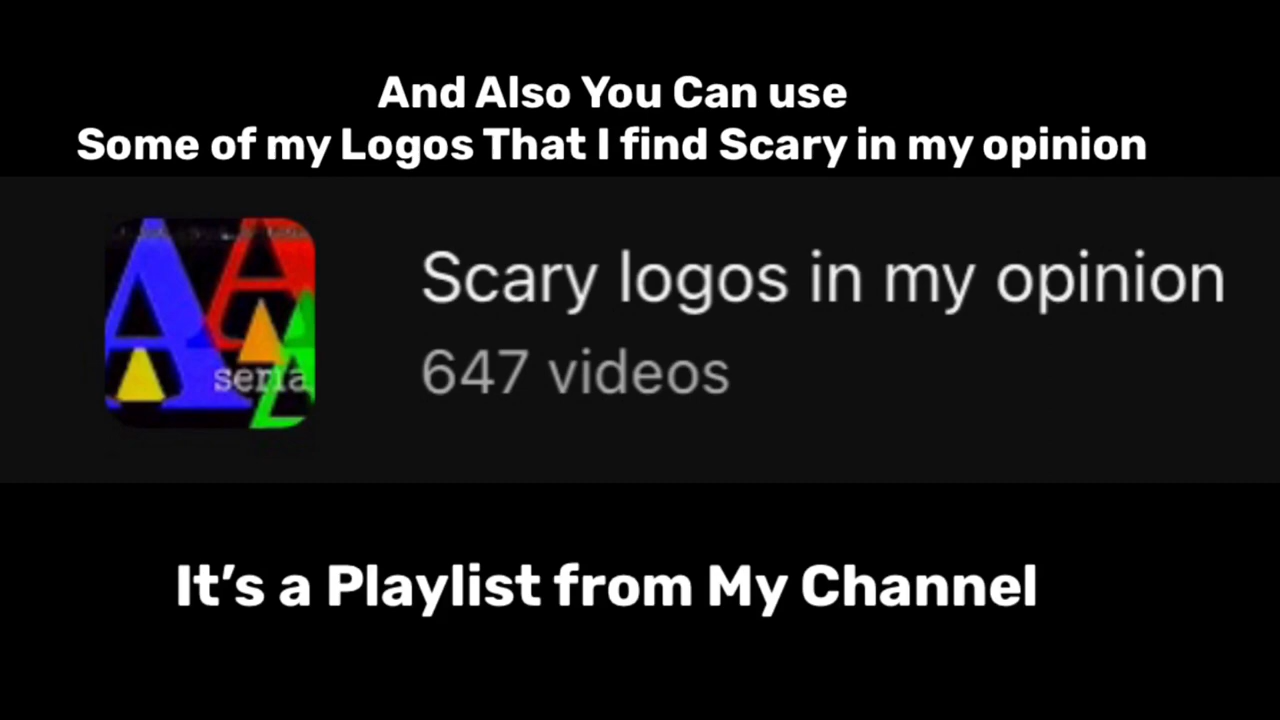 And Also You Can use
Some of my Logos That I find Scary in my opinion
Scary logos in my opinion
seria
647 videos
It's a Playlist from My Channel